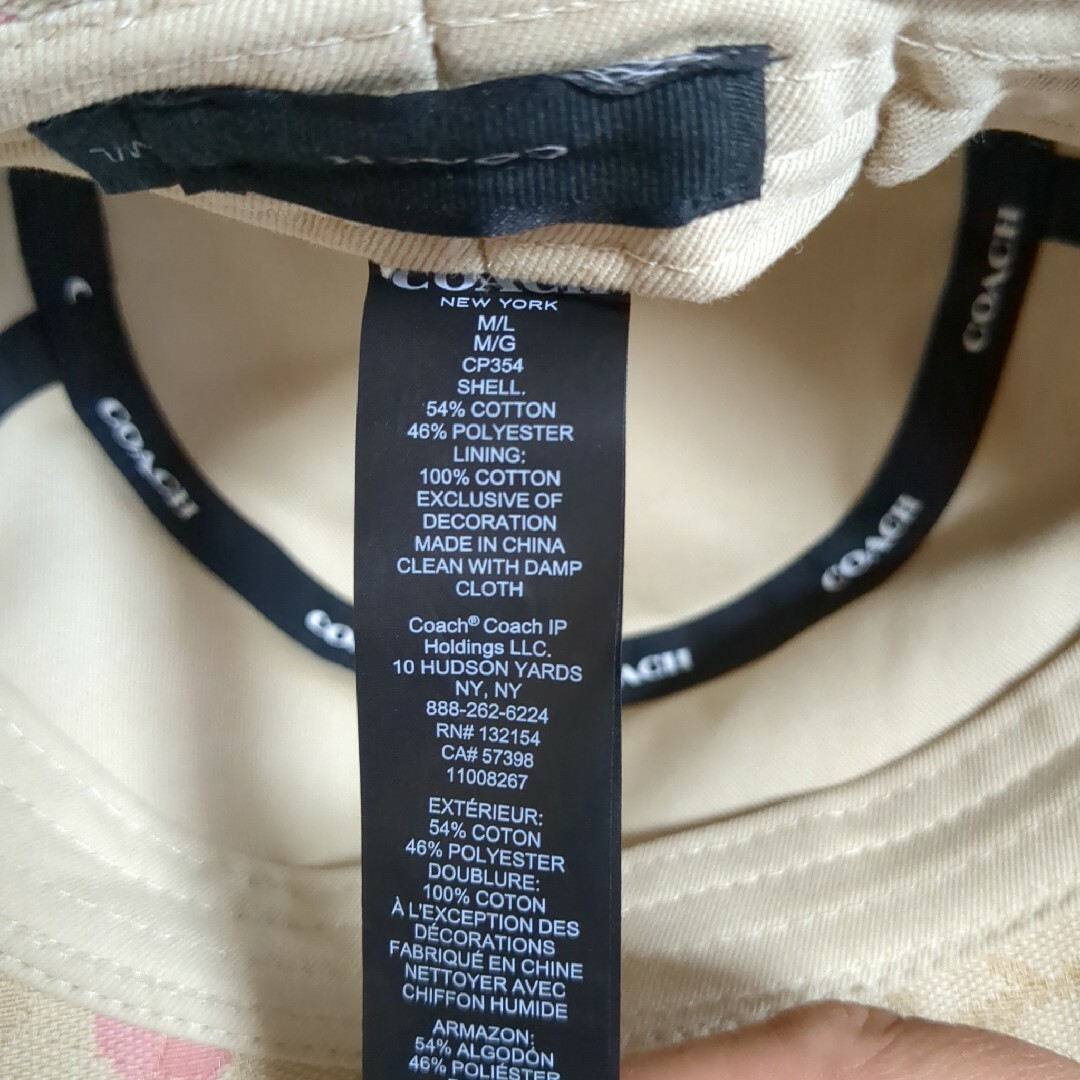 COACH
NEW YORK
M/L
M/G
CP354
SHELL.
54% COTTON
46% POLYESTER
LINING:
100% COTTON
EXCLUSIVE OF
DECORATION
MADE IN CHINA
CLEAN WITH DAMP
CLOTH
Coach® Coach IP
Holdings LLC.
10 HUDSON YARDS
NY, NY
888-262-6224
RN# 132154
CA# 57398
11008267
EXTÉRIEUR:
54% COTON
46% POLYESTER
DOUBLURE:
100% COTON
À L'EXCEPTION DES
DÉCORATIONS
FABRIQUÉ EN CHINE
NETTOYER AVEC
CHIFFON HUMIDE
ARMAZON:
54% ALGODÓN
46% POLIÉSTER
COACH
COACH
COACH